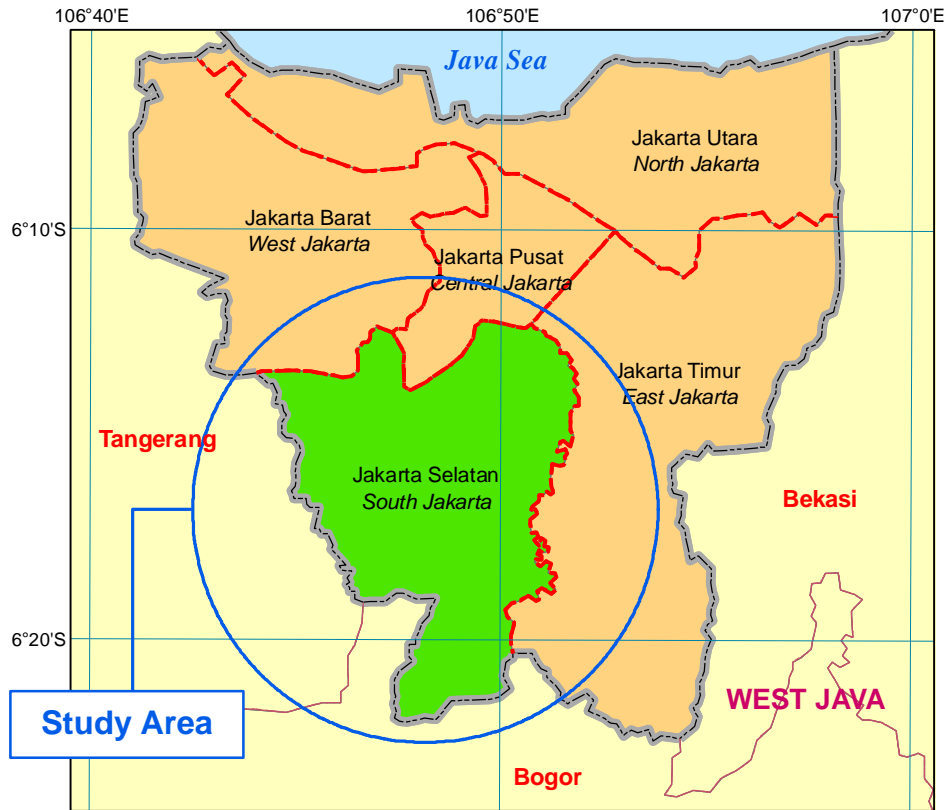 106°40'E
106°50'E
107°0'E
Java Sea
Jakarta Utara
North Jakarta
Jakarta Barat
West Jakarta
6°10'S
Jakarta Pusat
Central Jakarta
Jakarta Timur
East Jakarta
Tangerang
Jakarta Selatan
South Jakarta
Bekasi
6°20'S
WEST JAVA
Study Area
Bogor